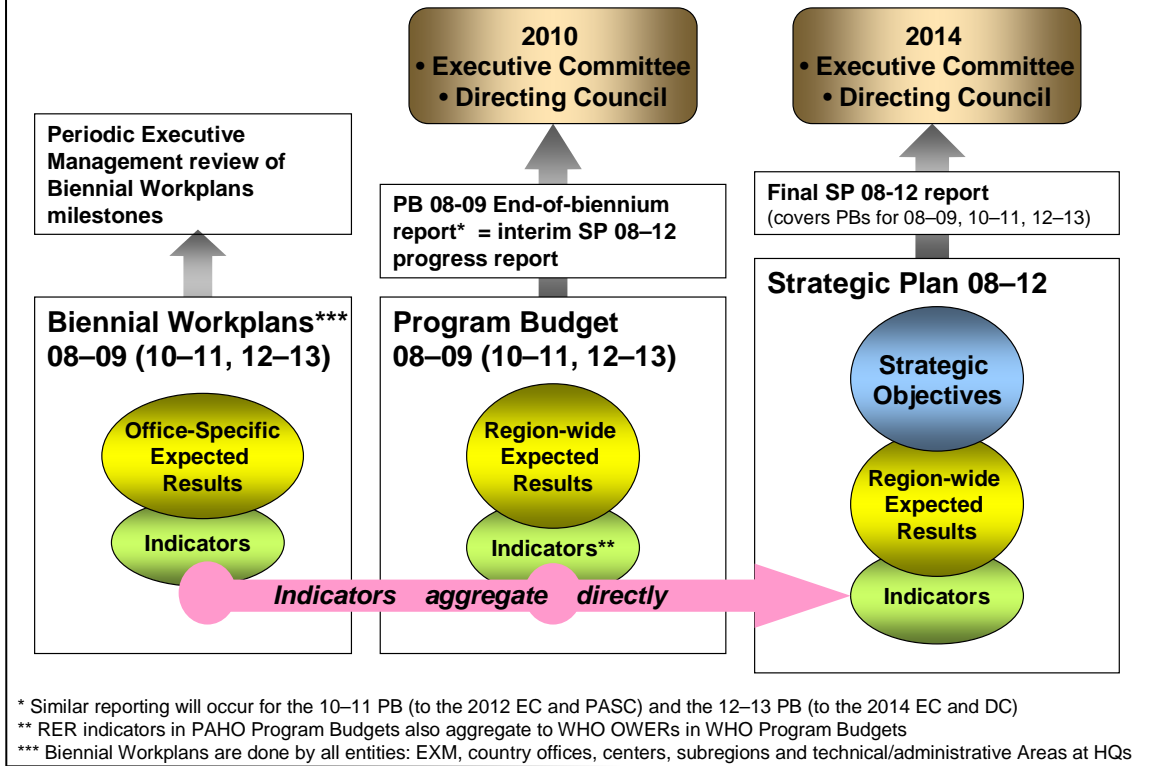 2010
• Executive Committee
• Directing Council
2014
• Executive Committee
• Directing Council
Periodic Executive
Management review of
Biennial Workplans
milestones
PB 08-09 End-of-biennium
report* = interim SP 08–12
progress report
Final SP 08-12 report
(covers PBs for 08–09, 10–11, 12–13)
Biennial Workplans***
08–09 (10–11, 12–13)
Office-Specific
Expected
Results
Indicators
Program Budget
08–09 (10–11, 12–13)
Region-wide
Expected
Results
Indicators**
Strategic Plan 08–12
Strategic
Objectives
Region-wide
Expected
Results
Indicators
Indicators aggregate directly
* Similar reporting will occur for the 10–11 PB (to the 2012 EC and PASC) and the 12–13 PB (to the 2014 EC and DC)
** RER indicators in PAHO Program Budgets also aggregate to WHO OWERs in WHO Program Budgets
*** Biennial Workplans are done by all entities: EXM, country offices, centers, subregions and technical/administrative Areas at HQs